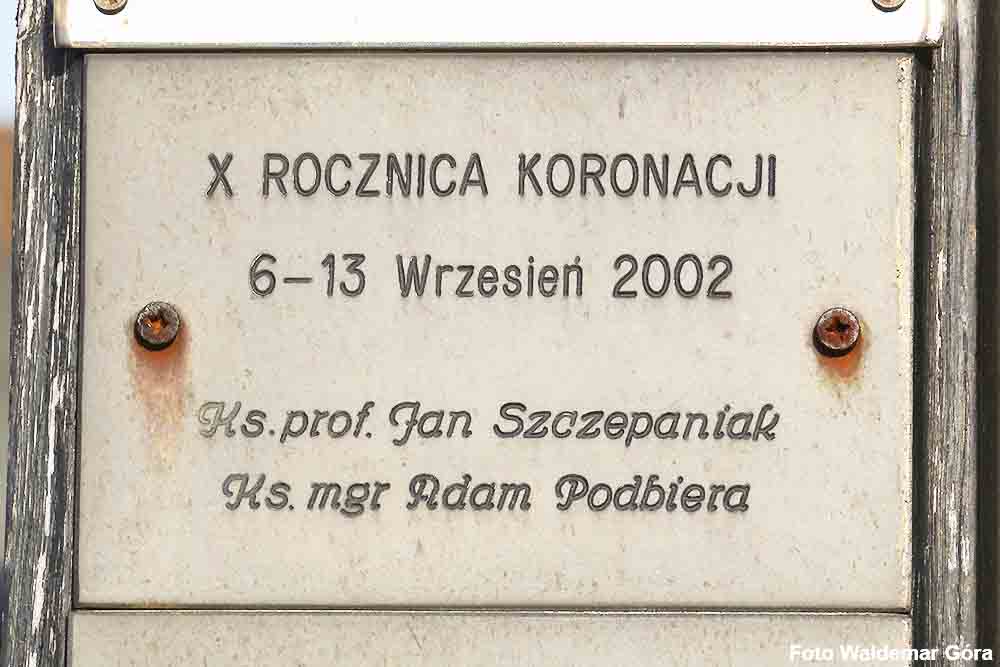 X ROCZNICA KORONACJI
6-13 Wrzesień 2002
Ks. prof. Jan Szczepaniak
Ks. mgr Adam Podbiera
Foto Waldemar Góra